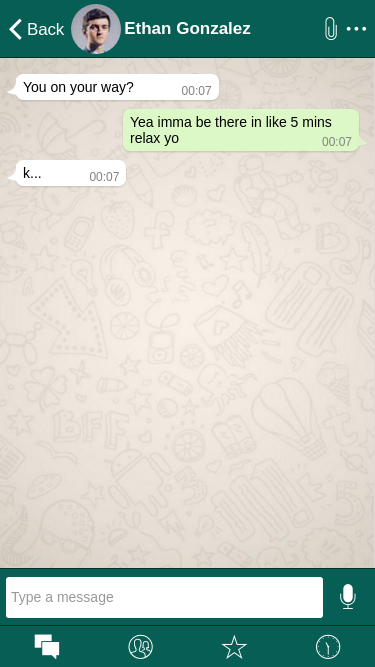 Back
Ethan Gonzalez
You on your way?
00:07
Yea imma be there in like 5 mins
relax yo
00:07
k...
00:07
BFF
Type a message